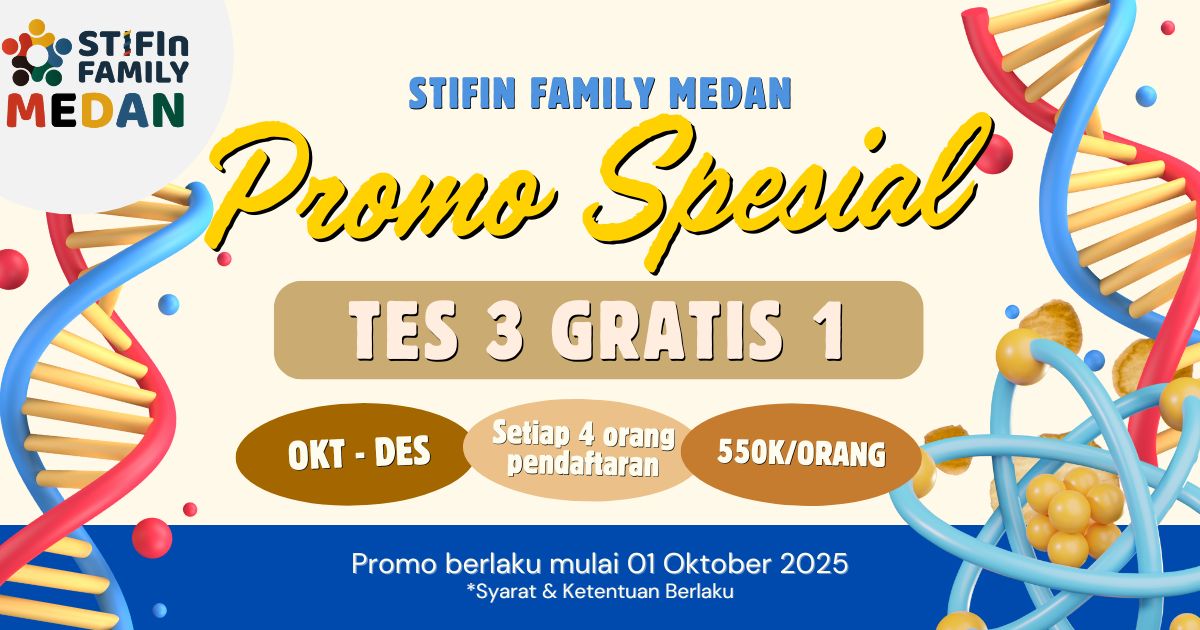 STIFIn
FAMILY
MEDAN
STIFIN FAMILY MEDAN
Promo Spesial
TES 3 GRATIS 1
OKT - DES
Setiap 4 orang
pendaftaran
550K/ORANG
Promo berlaku mulai 01 Oktober 2025
*Syarat & Ketentuan Berlaku